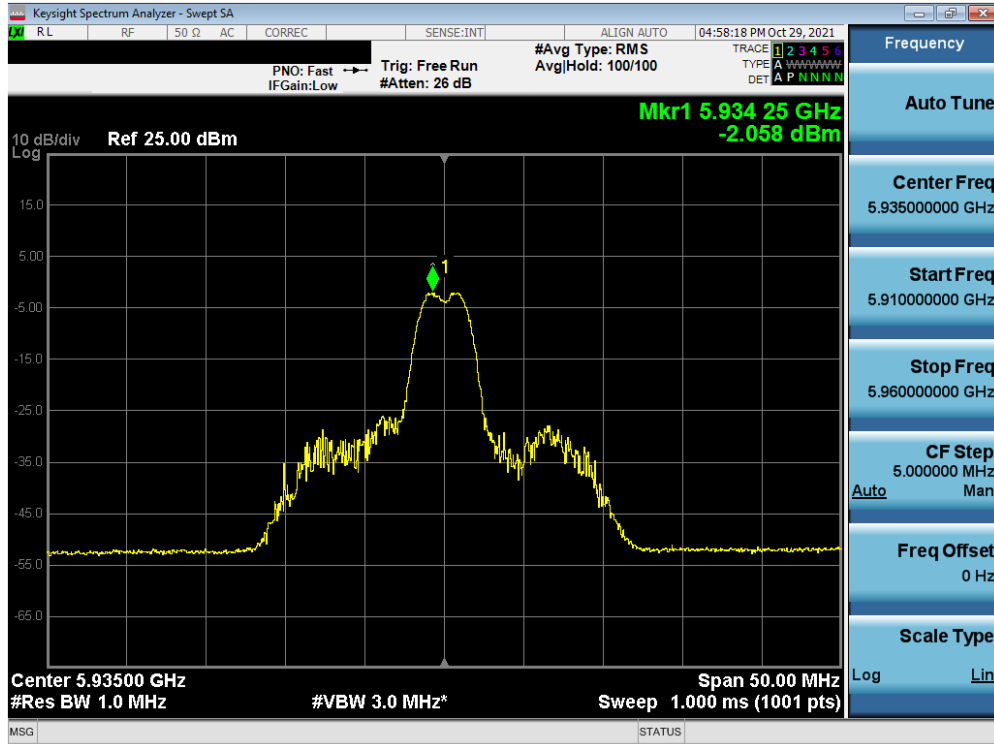 Keysight Spectrum Analyzer - Swept SA
LXI RL RF 50 Ω AC CORREC SENSE:INT ALIGN AUTO 04:58:18 PM Oct 29, 2021
PNO: Fast
IFGain:Low
Trig: Free Run
#Atten: 26 dB
#Avg Type: RMS
Avg|Hold: 100/100
TRACE 1 2 3 4 5 6
TYPE A WWWWW
DET A P N N N N
Mkr1 5.934 25 GHz
-2.058 dBm
10 dB/div Ref 25.00 dBm
Log
15.0
5.00
-5.00
-15.0
-25.0
-35.0
-45.0
-55.0
-65.0
1
Center 5.93500 GHz Span 50.00 MHz
#Res BW 1.0 MHz #VBW 3.0 MHz* Sweep 1.000 ms (1001 pts)
MSG STATUS
Frequency
Auto Tune
Center Freq
5.935000000 GHz
Start Freq
5.910000000 GHz
Stop Freq
5.960000000 GHz
CF Step
5.000000 MHz
Auto Man
Freq Offset
0 Hz
Scale Type
Log Lin